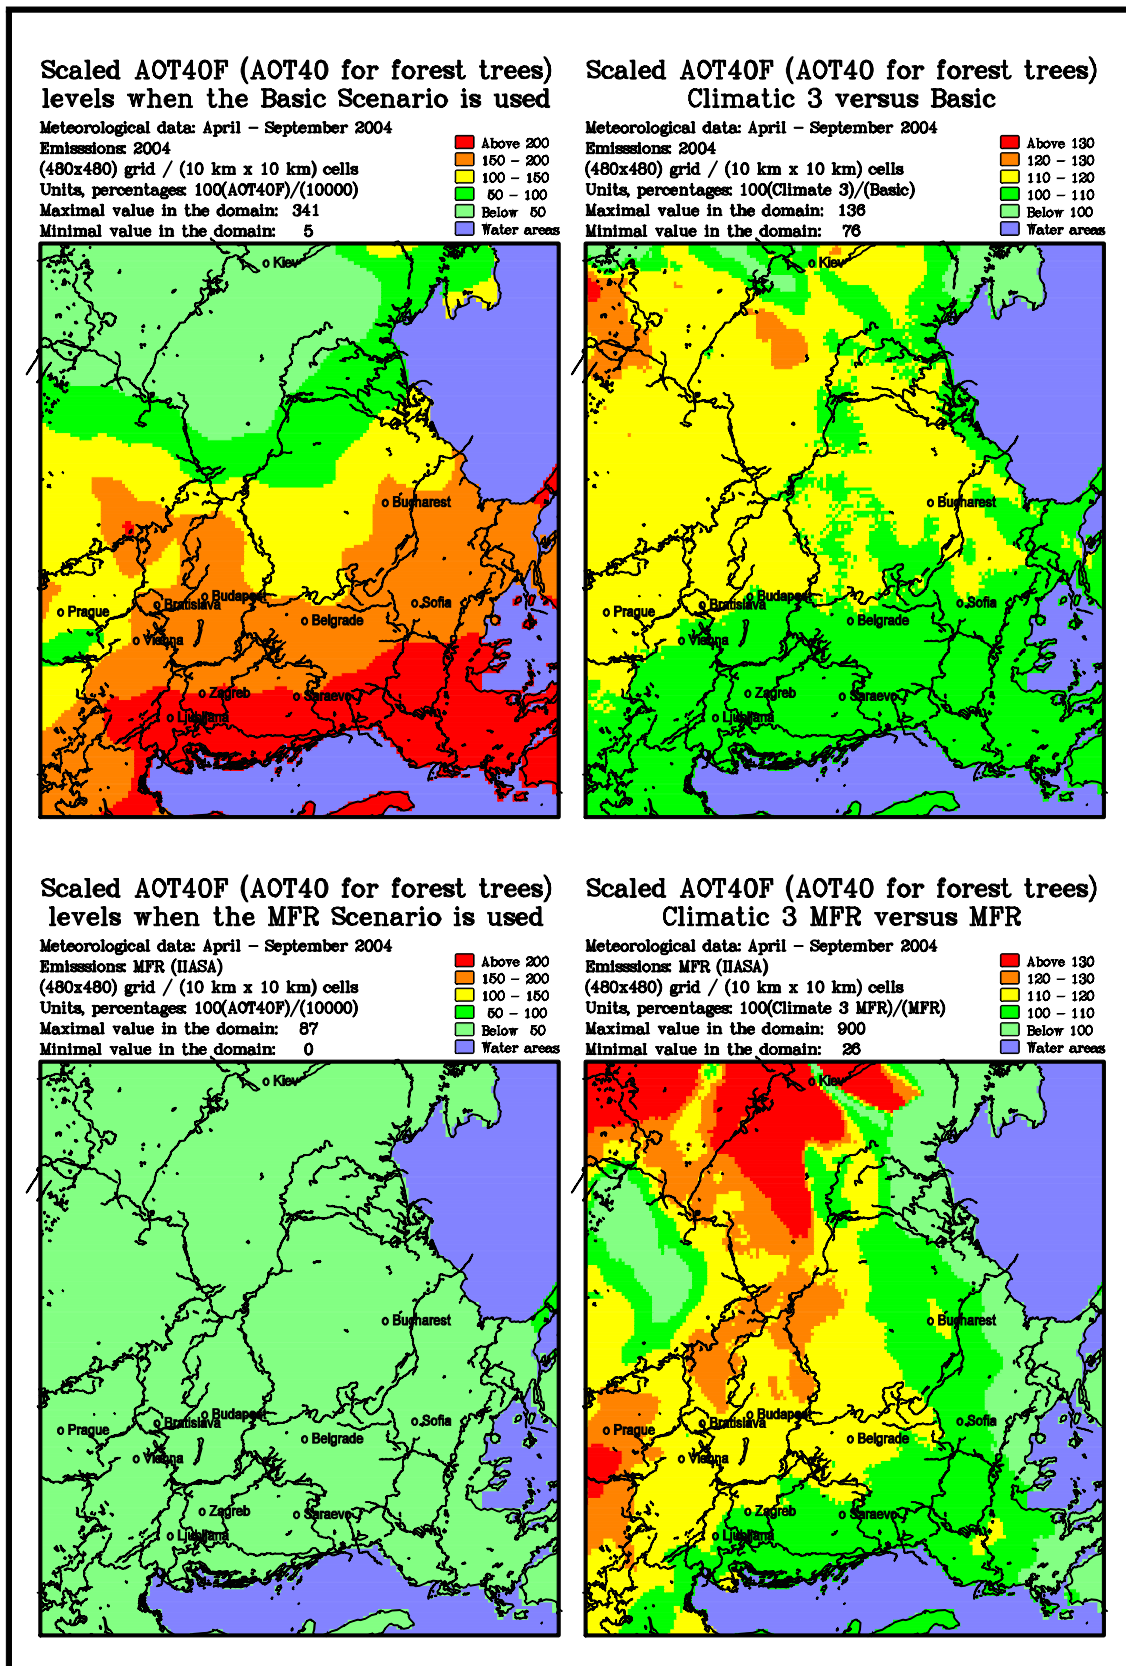 Scaled AOT40F (AOT40 for forest trees)
levels when the Basic Scenario is used
Meteorological data: April - September 2004
Emisssions: 2004
(480x480) grid / (10 km x 10 km) cells
Units, percentages: 100(AOT40F)/(10000)
Maximal value in the domain: 341
Minimal value in the domain: 5
Above 200
150 - 200
100 - 150
50 - 100
Below 50
Water areas
Kiev
Bucharest
Budapest
Bratislava
Prague
Sofia
Belgrade
Vienna
Zagreb
Saraevo
Ljubljana
Scaled AOT40F (AOT40 for forest trees)
Climatic 3 versus Basic
Meteorological data: April - September 2004
Emisssions: 2004
(480x480) grid / (10 km x 10 km) cells
Units, percentages: 100(Climate 3)/(Basic)
Maximal value in the domain: 136
Minimal value in the domain: 76
Above 130
120 - 130
110 - 120
100 - 110
Below 100
Water areas
Kiev
Bucharest
Budapest
Bratislava
Prague
Sofia
Belgrade
Vienna
Zagreb
Saraevo
Ljubljana
Scaled AOT40F (AOT40 for forest trees)
levels when the MFR Scenario is used
Meteorological data: April - September 2004
Emisssions: MFR (IIASA)
(480x480) grid / (10 km x 10 km) cells
Units, percentages: 100(AOT40F)/(10000)
Maximal value in the domain: 87
Minimal value in the domain: 0
Above 200
150 - 200
100 - 150
50 - 100
Below 50
Water areas
Kiev
Bucharest
Budapest
Bratislava
Prague
Sofia
Belgrade
Vienna
Zagreb
Saraevo
Ljubljana
Scaled AOT40F (AOT40 for forest trees)
Climatic 3 MFR versus MFR
Meteorological data: April - September 2004
Emisssions: MFR (IIASA)
(480x480) grid / (10 km x 10 km) cells
Units, percentages: 100(Climate 3 MFR)/(MFR)
Maximal value in the domain: 900
Minimal value in the domain: 26
Above 130
120 - 130
110 - 120
100 - 110
Below 100
Water areas
Kiev
Bucharest
Budapest
Bratislava
Prague
Sofia
Belgrade
Vienna
Zagreb
Saraevo
Ljubljana